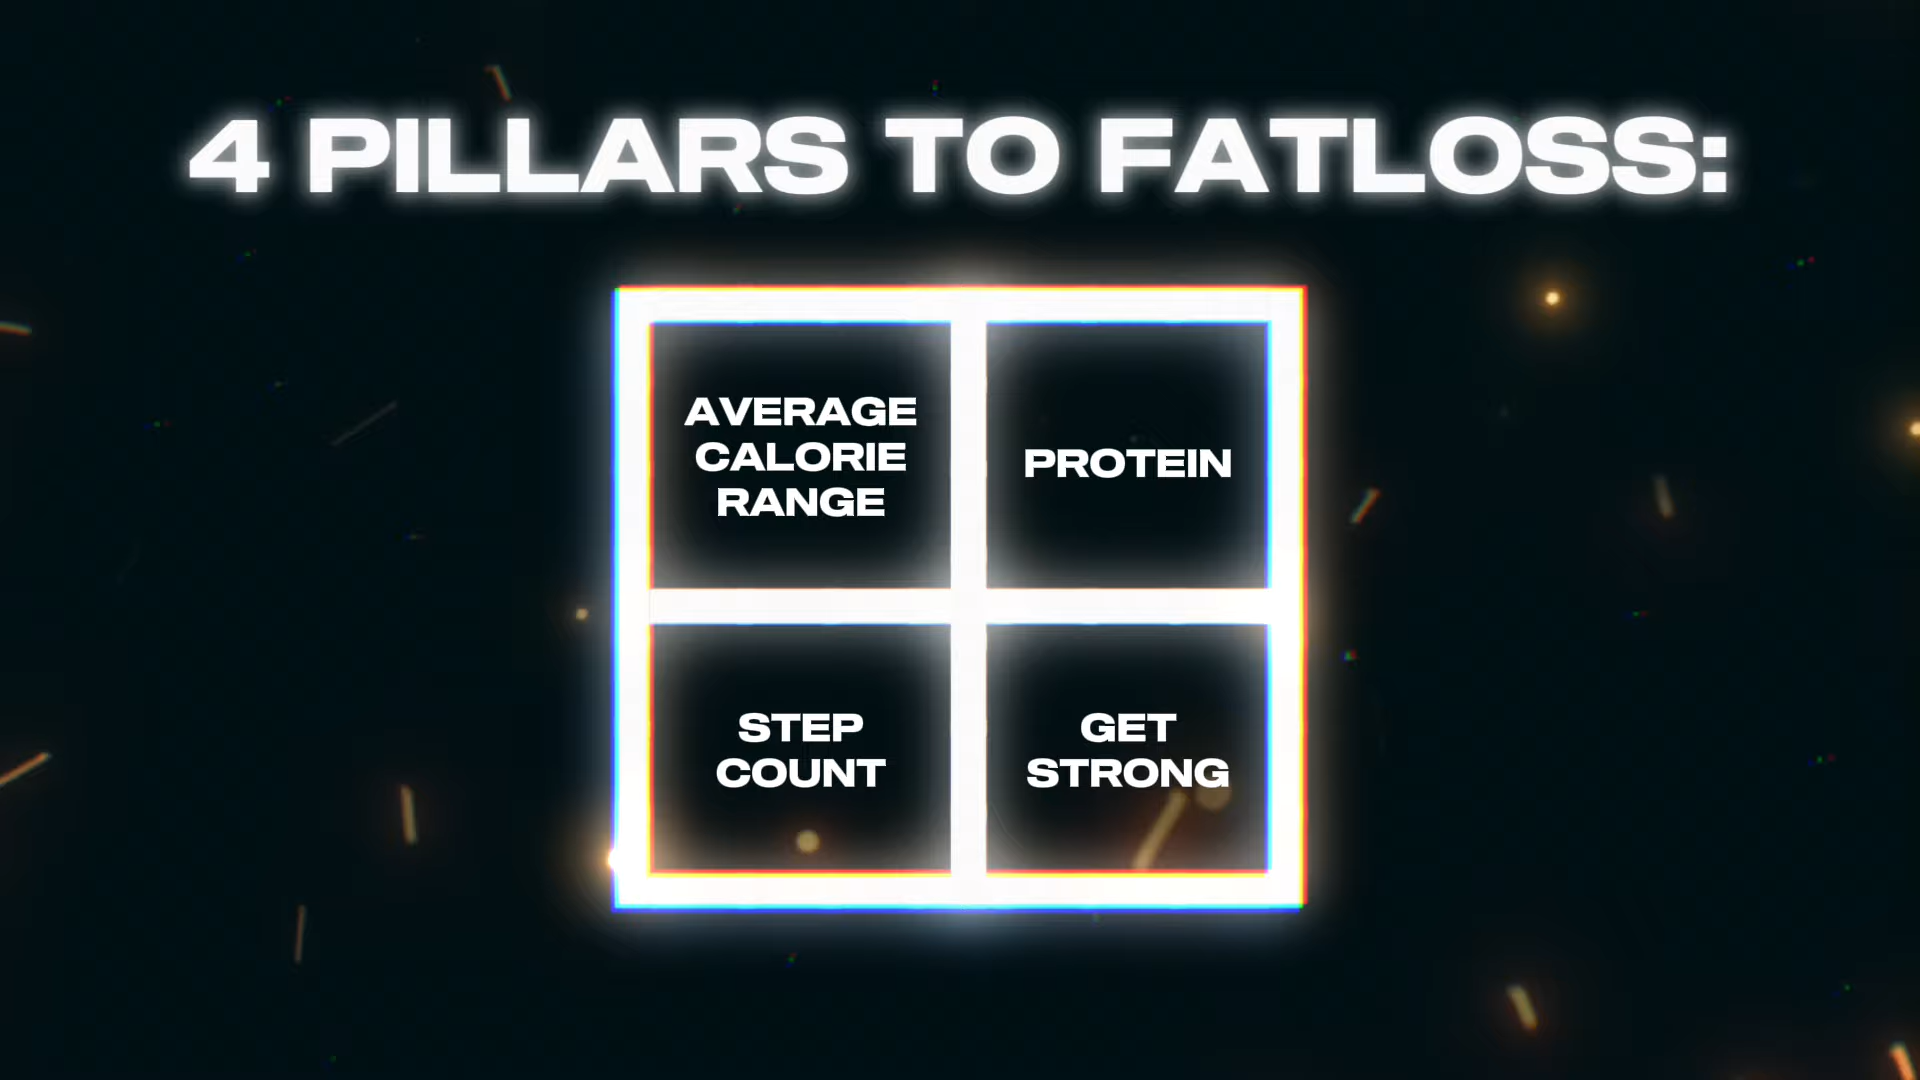 4 PILLARS TO FATLOSS:
AVERAGE
CALORIE
RANGE
PROTEIN
STEP
COUNT
GET
STRONG